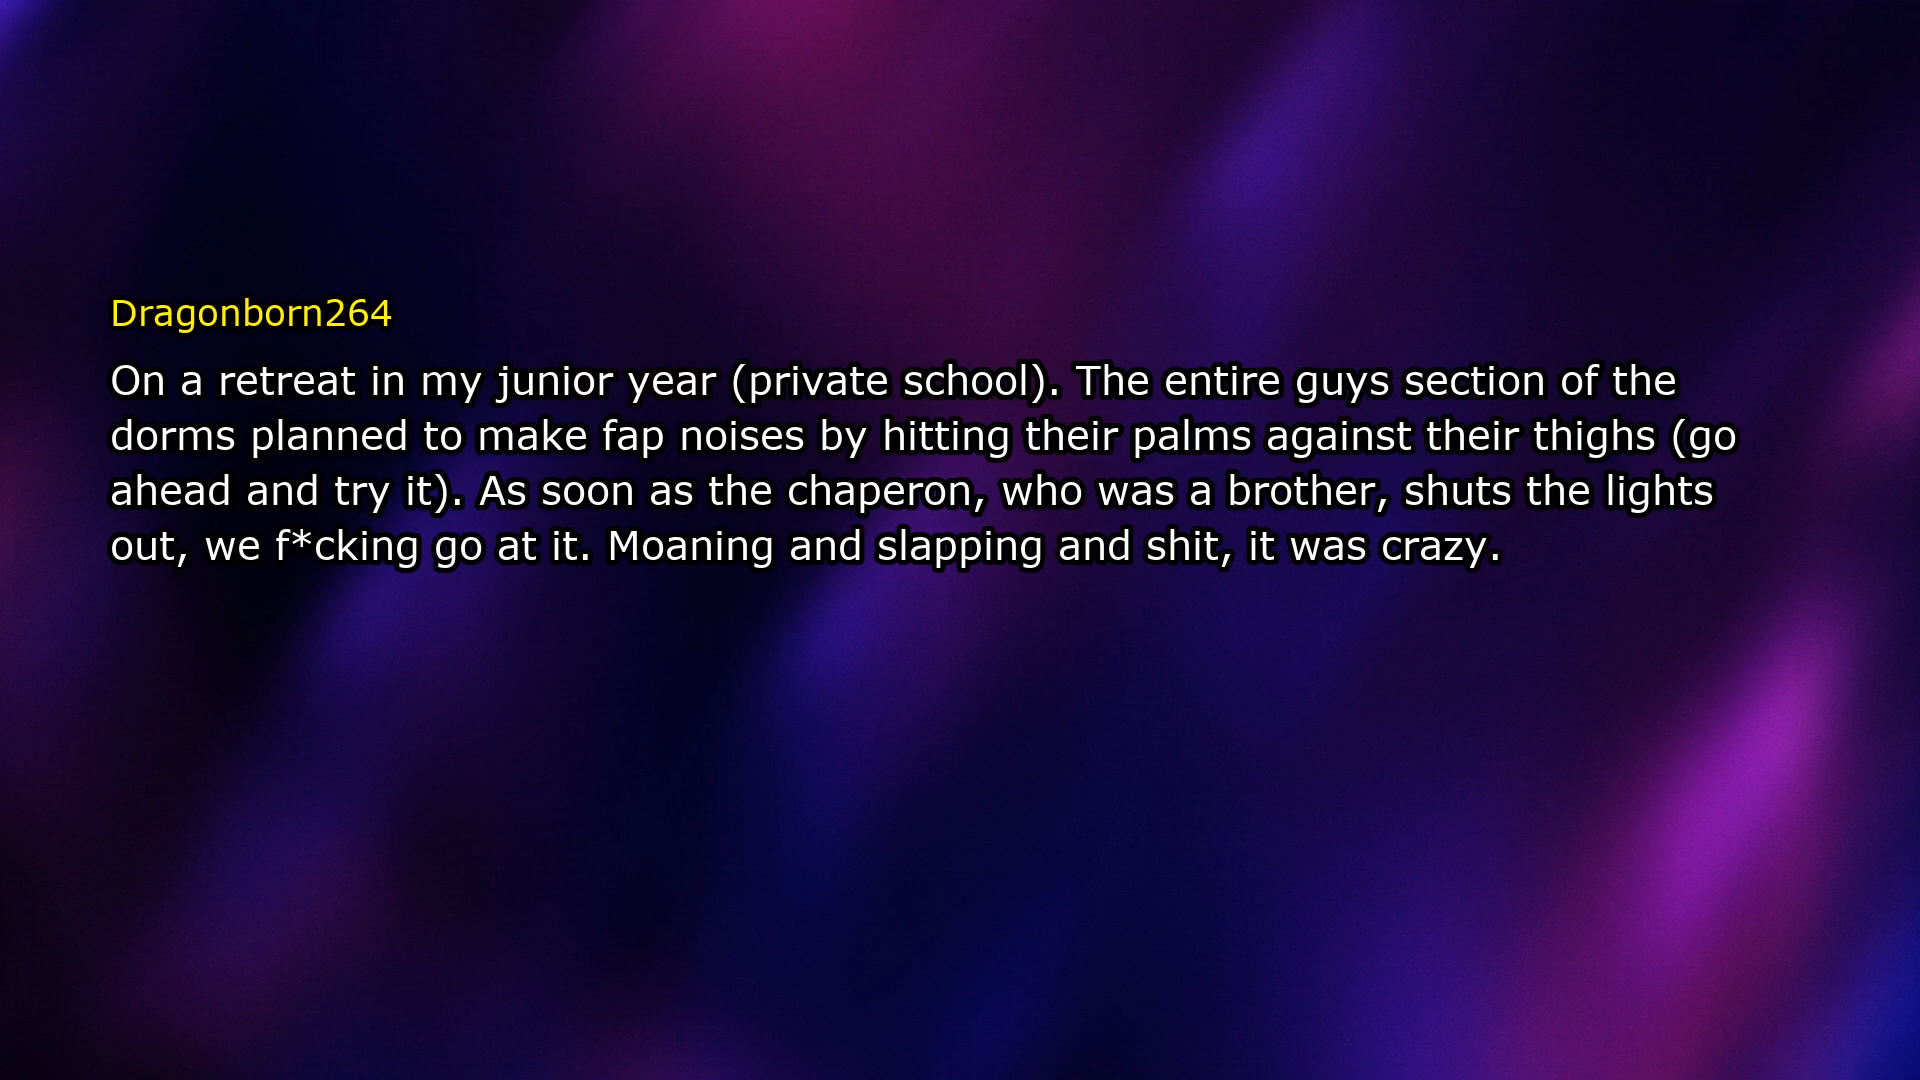 Dragonborn264
On a retreat in my junior year (private school). The entire guys section of the
dorms planned to make fap noises by hitting their palms against their thighs (go
ahead and try it). As soon as the chaperon, who was a brother, shuts the lights
out, we f*cking go at it. Moaning and slapping and shit, it was crazy.